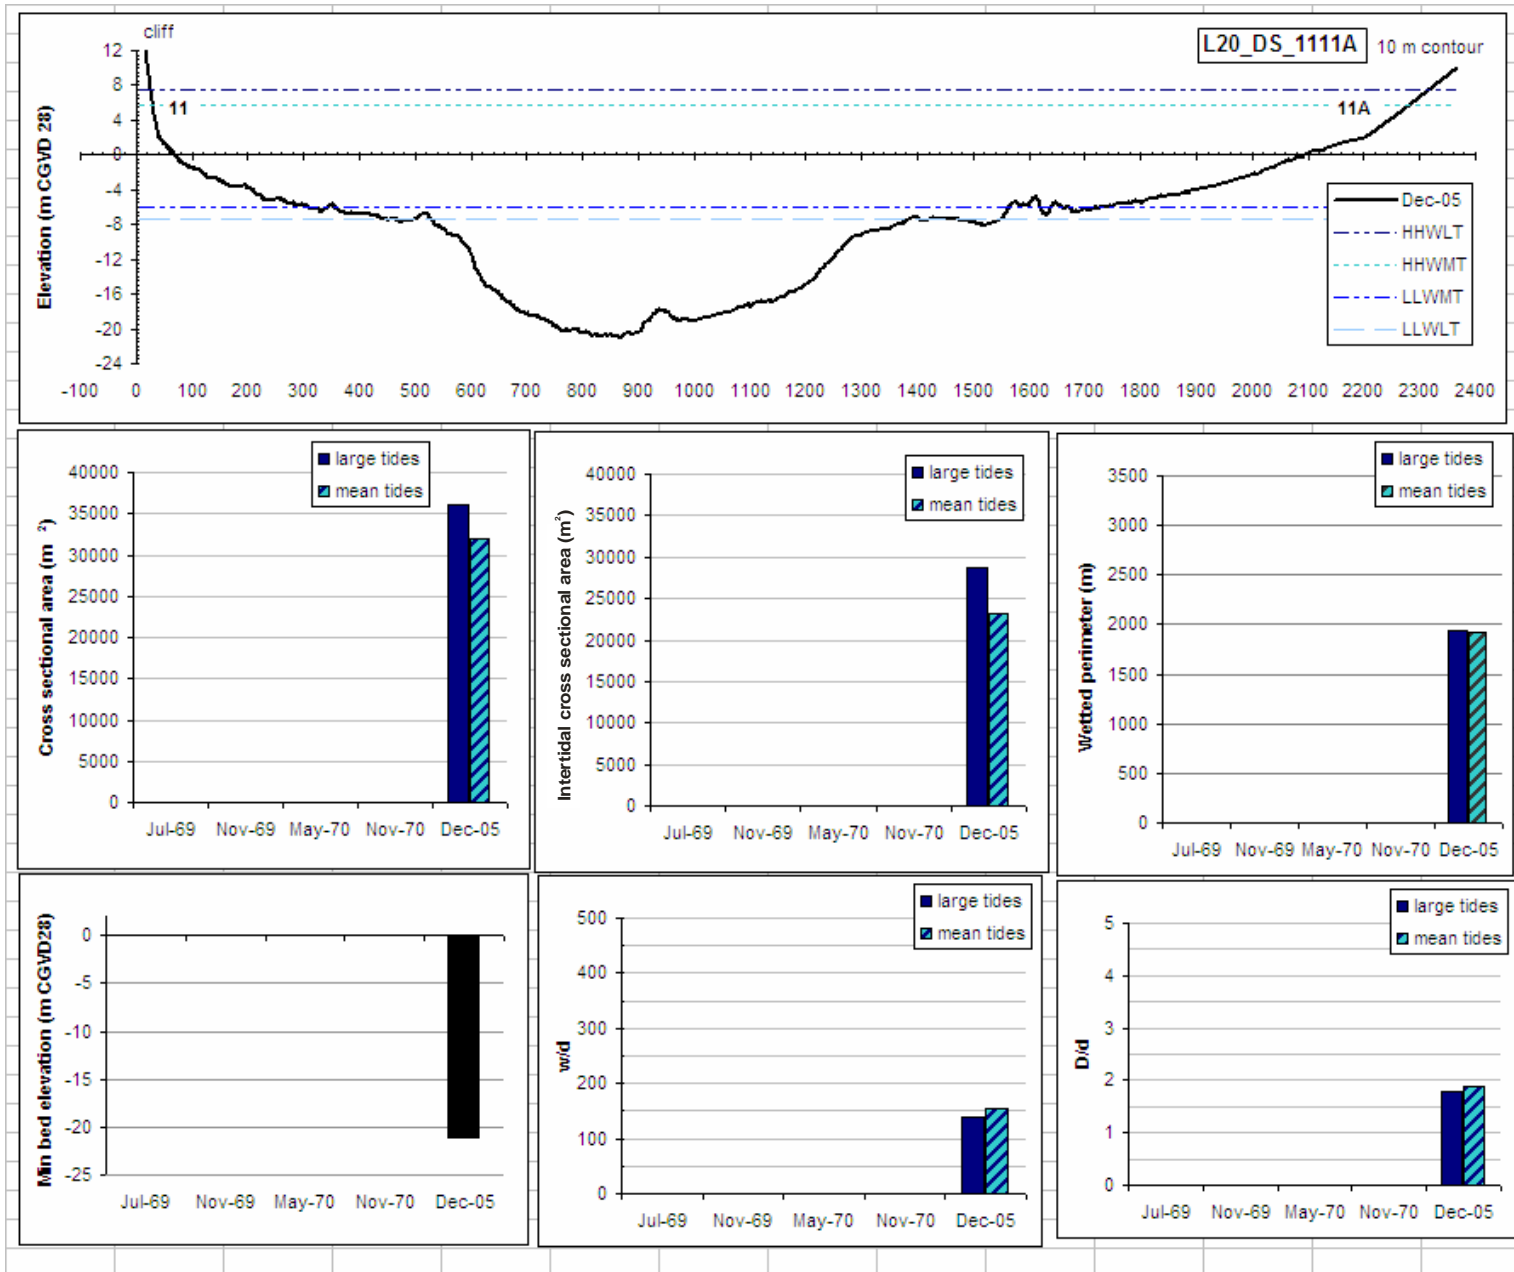 cliff
L20_DS_1111A 10 m contour
Elevation (m CGVD 28)
12
8
4
0
-4
-8
-12
-16
-20
-24
11
11A
Dec-05
HHWLT
HHWMT
LLWMT
LLWLT
-100 0 100 200 300 400 500 600 700 800 900 1000 1100 1200 1300 1400 1500 1600 1700 1800 1900 2000 2100 2200 2300 2400
large tides
mean tides
Cross sectional area (m ²)
40000
35000
30000
25000
20000
15000
10000
5000
0
Jul-69 Nov-69 May-70 Nov-70 Dec-05
large tides
mean tides
Intertidal cross sectional area (m²)
40000
35000
30000
25000
20000
15000
10000
5000
0
Jul-69 Nov-69 May-70 Nov-70 Dec-05
large tides
mean tides
Wetted perimeter (m)
3500
3000
2500
2000
1500
1000
500
0
Jul-69 Nov-69 May-70 Nov-70 Dec-05
Min bed elevation (m CGVD28)
0
-5
-10
-15
-20
-25
Jul-69 Nov-69 May-70 Nov-70 Dec-05
large tides
mean tides
w/d
500
400
300
200
100
0
Jul-69 Nov-69 May-70 Nov-70 Dec-05
large tides
mean tides
D/d
5
4
3
2
1
0
Jul-69 Nov-69 May-70 Nov-70 Dec-05